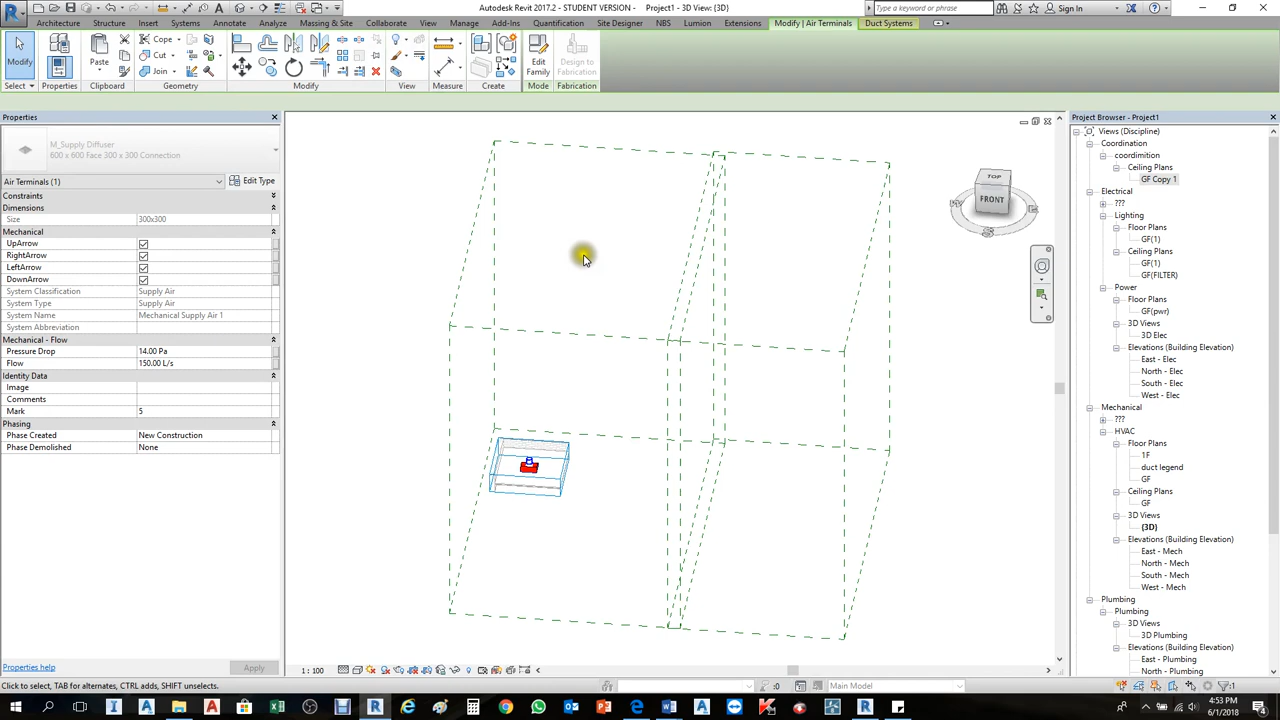 Autodesk Revit 2017.2 - STUDENT VERSION - Project1 - 3D View: {3D}
Type a keyword or phrase
Sign In
Architecture Structure Insert Systems Annotate Analyze Massing & Site Collaborate View Manage Add-Ins Quantification Site Designer NBS Lumion Extensions Modify | Air Terminals Duct Systems
Modify
Paste
Cope
Cut
Join
Edit Family
Design to Fabrication
Select Properties Clipboard Geometry Modify View Measure Create Mode Fabrication
Properties
M_Supply Diffuser
600 x 600 Face 300 x 300 Connection
Air Terminals (1)
Edit Type
Constraints
Dimensions
Size 300x300
Mechanical
UpArrow
RightArrow
LeftArrow
DownArrow
System Classification Supply Air
System Type Supply Air
System Name Mechanical Supply Air 1
System Abbreviation
Mechanical - Flow
Pressure Drop 14.00 Pa
Flow 150.00 L/s
Identity Data
Image
Comments
Mark 5
Phasing
Phase Created New Construction
Phase Demolished None
Properties help
Apply
TOP
FRONT
1 : 100
Project Browser - Project1
Views (Discipline)
Coordination
coordimition
Ceiling Plans
GF Copy 1
Electrical
???
Lighting
Floor Plans
GF(1)
Ceiling Plans
GF(1)
GF(FILTER)
Power
Floor Plans
GF(pwr)
3D Views
3D Elec
Elevations (Building Elevation)
East - Elec
North - Elec
South - Elec
West - Elec
Mechanical
???
HVAC
Floor Plans
1F
duct legend
GF
Ceiling Plans
GF
3D Views
{3D}
Elevations (Building Elevation)
East - Mech
North - Mech
South - Mech
West - Mech
Plumbing
Plumbing
3D Views
3D Plumbing
Elevations (Building Elevation)
East - Plumbing
North - Plumbing
Click to select, TAB for alternates, CTRL adds, SHIFT unselects.
:0
Main Model
:1
4:53 PM
6/1/2018